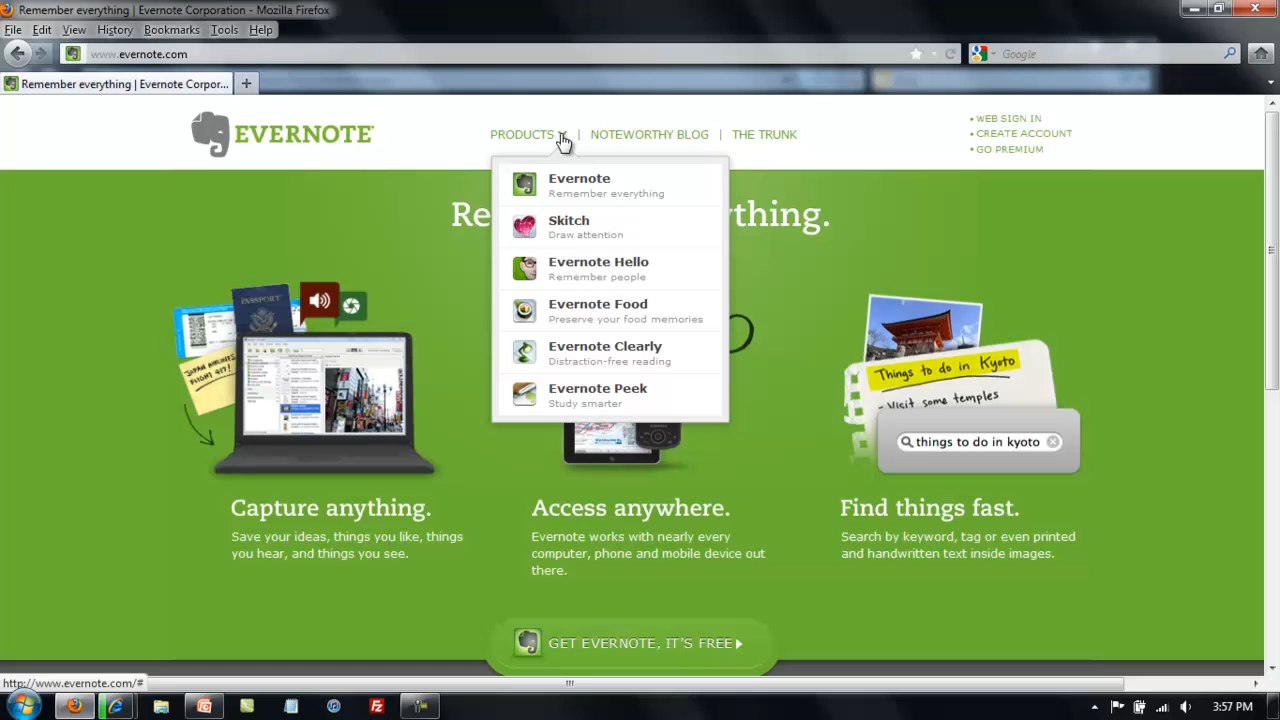 Remember everything | Evernote Corporation - Mozilla Firefox
File Edit View History Bookmarks Tools Help
www.evernote.com
Google
Remember everything | Evernote Corpor...
EVERNOTE
PRODUCTS | NOTEWORTHY BLOG | THE TRUNK
• WEB SIGN IN
• CREATE ACCOUNT
• GO PREMIUM
Evernote
Remember everything
Skitch
Draw attention
Evernote Hello
Remember people
Evernote Food
Preserve your food memories
Evernote Clearly
Distraction-free reading
Evernote Peek
Study smarter
Re
ything.
PASSPORT
Things to do in Kyoto
- Visit some temples
things to do in kyoto
Capture anything.
Save your ideas, things you like, things
you hear, and things you see.
Access anywhere.
Evernote works with nearly every
computer, phone and mobile device out
there.
Find things fast.
Search by keyword, tag or even printed
and handwritten text inside images.
GET EVERNOTE, IT'S FREE
http://www.evernote.com/#
3:57 PM